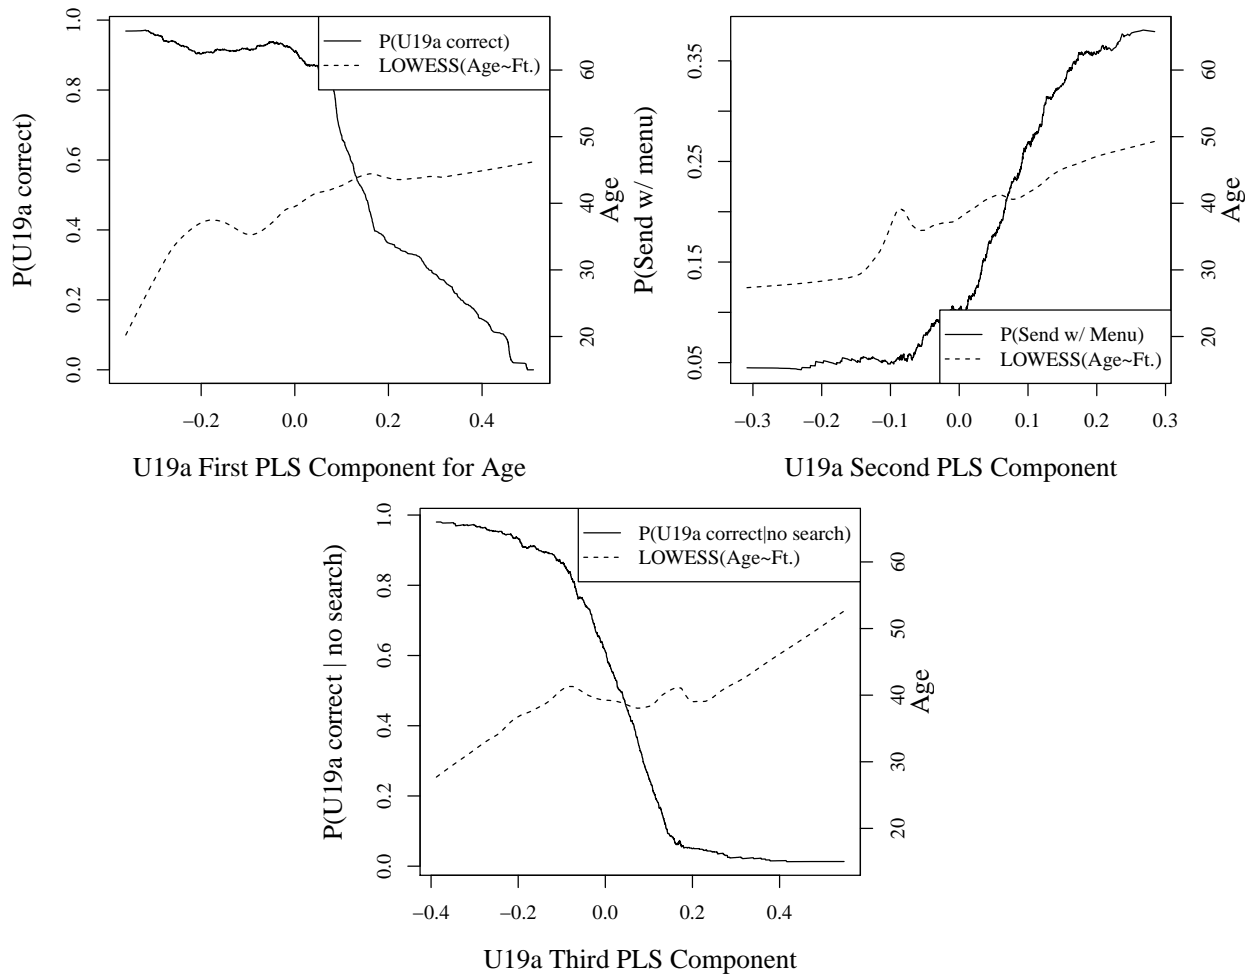 P(U19a correct)
LOWESS(Age~Ft.)
1.0
0.8
0.6
0.4
0.2
0.0
P(U19a correct)
60
50
40
30
20
Age
−0.2 0.0 0.2 0.4
U19a First PLS Component for Age
0.35
0.25
0.15
0.05
P(Send w/ menu)
P(Send w/ Menu)
LOWESS(Age~Ft.)
60
50
40
30
20
Age
−0.3 −0.2 −0.1 0.0 0.1 0.2 0.3
U19a Second PLS Component
P(U19a correct|no search)
LOWESS(Age~Ft.)
1.0
0.8
0.6
0.4
0.2
0.0
P(U19a correct | no search)
60
50
40
30
20
Age
−0.4 −0.2 0.0 0.2 0.4
U19a Third PLS Component